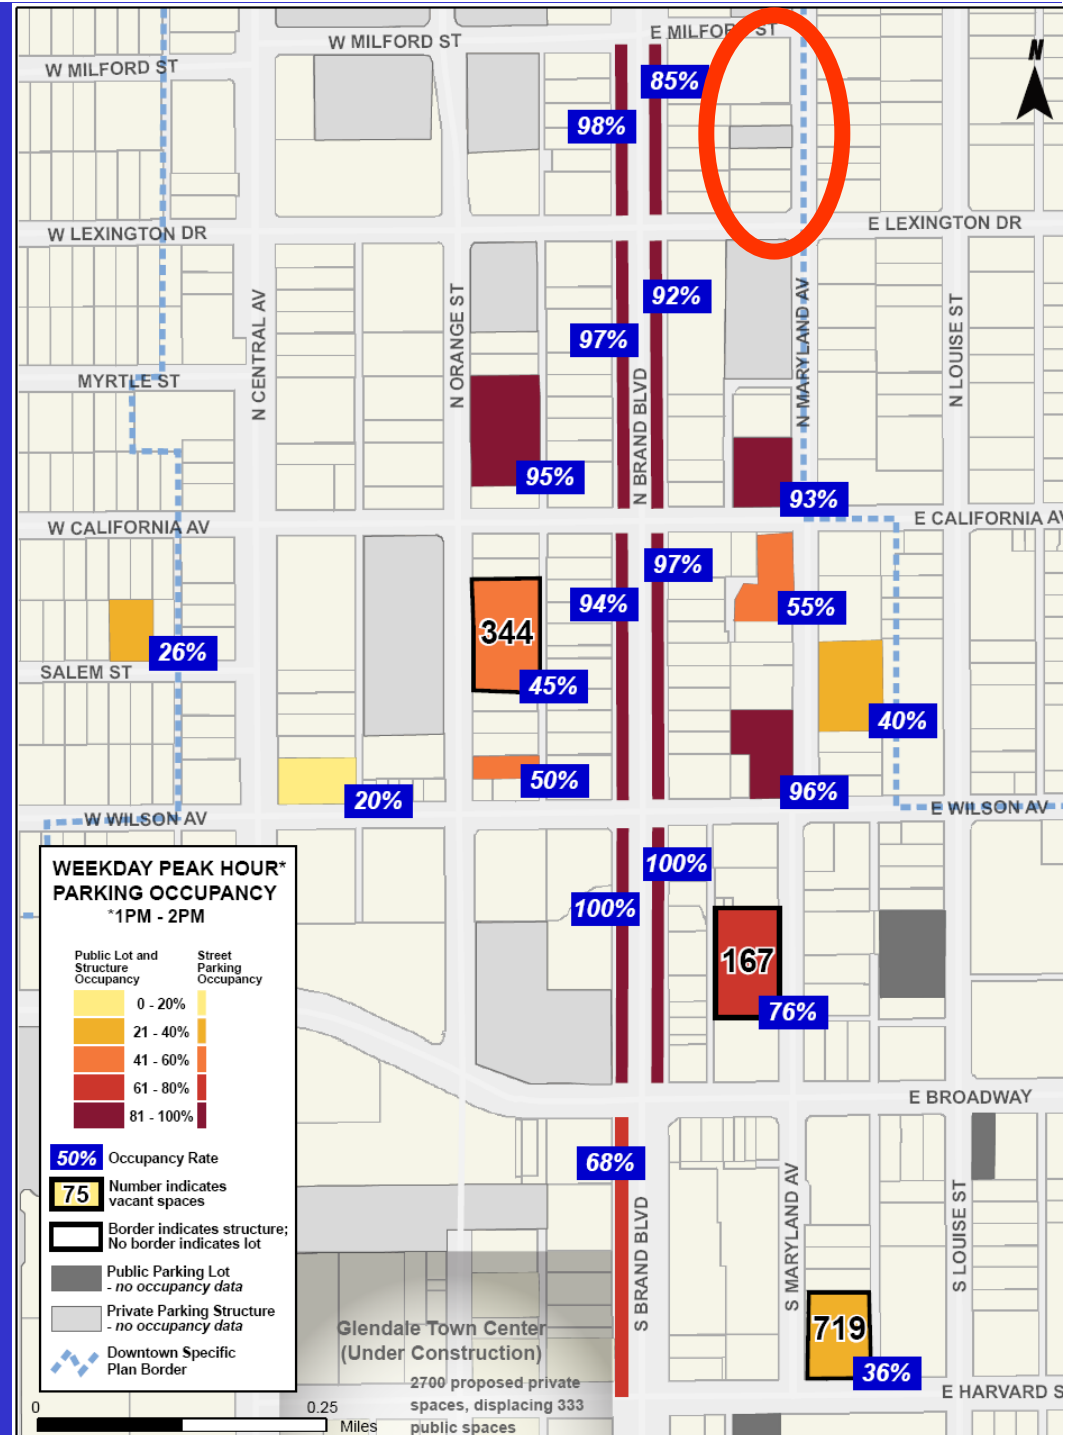 E MILFORD ST
W MILFORD ST
W MILFORD ST
N
85%
98%
W LEXINGTON DR
E LEXINGTON DR
92%
97%
N CENTRAL AV
N ORANGE ST
N BRAND BLVD
N MARYLAND AV
N LOUISE ST
MYRTLE ST
95%
93%
W CALIFORNIA AV
E CALIFORNIA AV
97%
94%
55%
344
26%
SALEM ST
45%
40%
50%
96%
20%
W WILSON AV
E WILSON AV
100%
100%
167
76%
WEEKDAY PEAK HOUR*
PARKING OCCUPANCY
*1PM - 2PM
Public Lot and
Structure
Occupancy
Street
Parking
Occupancy
0 - 20%
21 - 40%
41 - 60%
61 - 80%
81 - 100%
50% Occupancy Rate
75 Number indicates
vacant spaces
Border indicates structure;
No border indicates lot
Public Parking Lot
- no occupancy data
Private Parking Structure
- no occupancy data
Downtown Specific
Plan Border
E BROADWAY
68%
S BRAND BLVD
S MARYLAND AV
S LOUISE ST
719
36%
Glendale Town Center
(Under Construction)
2700 proposed private
spaces, displacing 333
public spaces
E HARVARD S
0 0.25
Miles